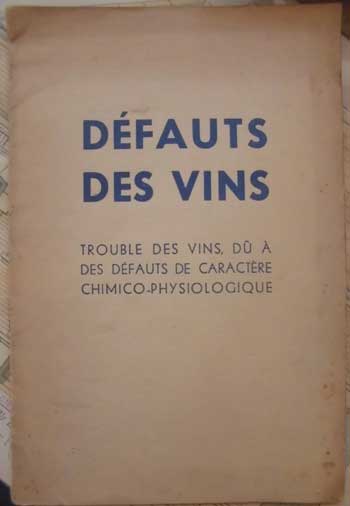 DÉFAUTS
DES VINS
TROUBLE DES VINS, DÛ À
DES DÉFAUTS DE CARACTÈRE
CHIMICO-PHYSIOLOGIQUE